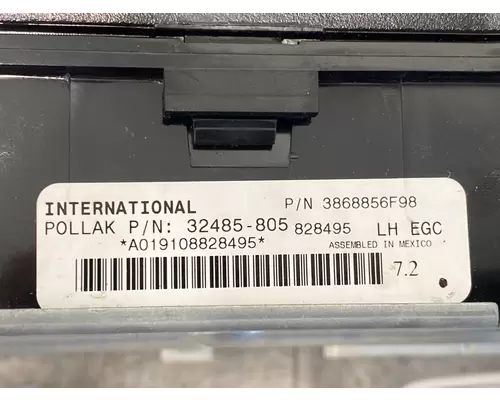 INTERNATIONAL P/N 3868856F98
POLLAK P/N: 32485-805 828495 LH EGC
*A019108828495* ASSEMBLED IN MEXICO
7.2